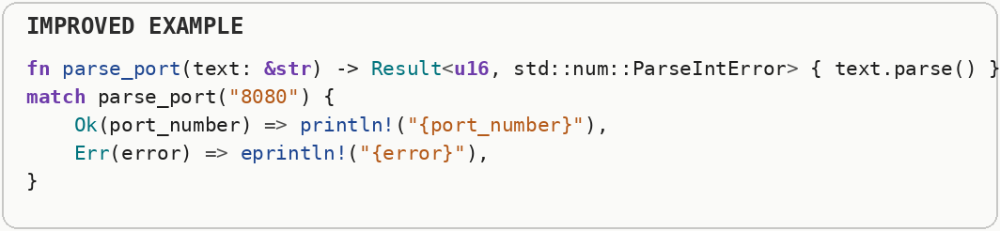 IMPROVED EXAMPLE
fn parse_port(text: &str) -> Result<u16, std::num::ParseIntError> { text.parse() }
match parse_port("8080") {
    Ok(port_number) => println!("{port_number}"),
    Err(error) => eprintln!("{error}"),
}